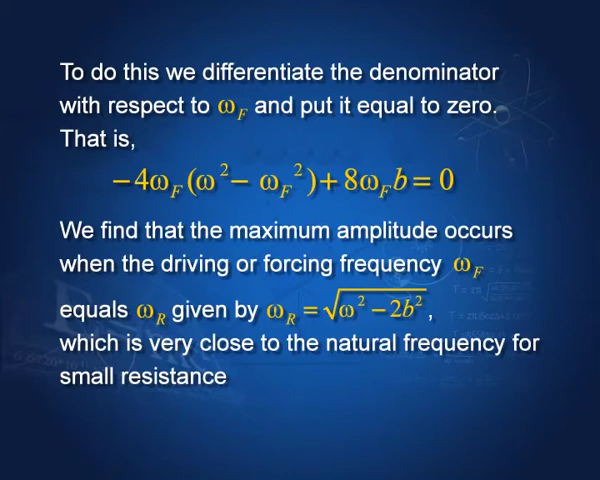 To do this we differentiate the denominator
with respect to ω_F and put it equal to zero.
That is,
−4ω_F(ω² − ω_F²) + 8ω_F b = 0
We find that the maximum amplitude occurs
when the driving or forcing frequency ω_F
equals ω_R given by ω_R = √(ω² − 2b²),
which is very close to the natural frequency for
small resistance